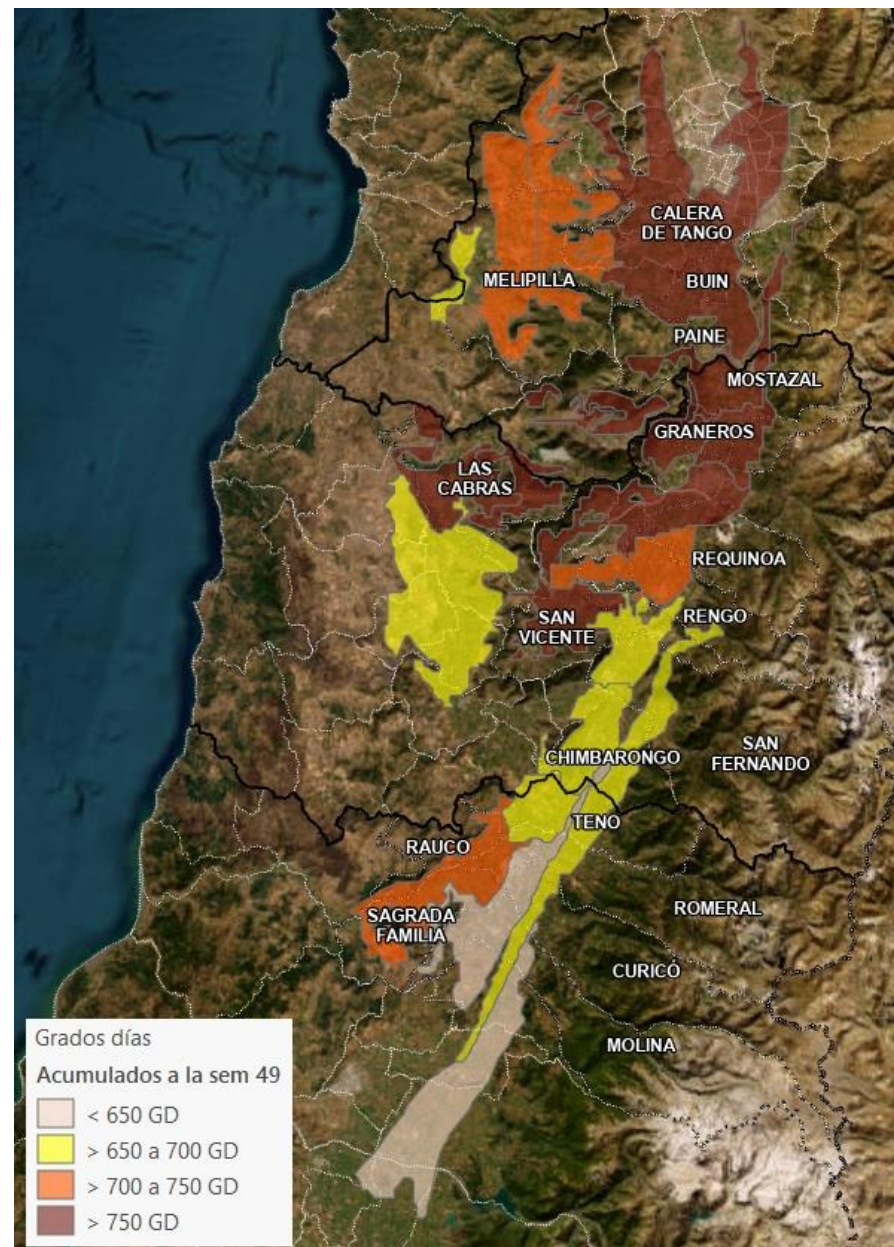 CALERA
DE TANGO
MELIPILLA
BUIN
PAINE
MOSTAZAL
GRANEROS
LAS
CABRAS
REQUINOA
SAN
VICENTE
RENGO
CHIMBARONGO
SAN
FERNANDO
TENO
RAUCO
SAGRADA
FAMILIA
ROMERAL
CURICÓ
MOLINA
Grados días
Acumulados a la sem 49
< 650 GD
> 650 a 700 GD
> 700 a 750 GD
> 750 GD